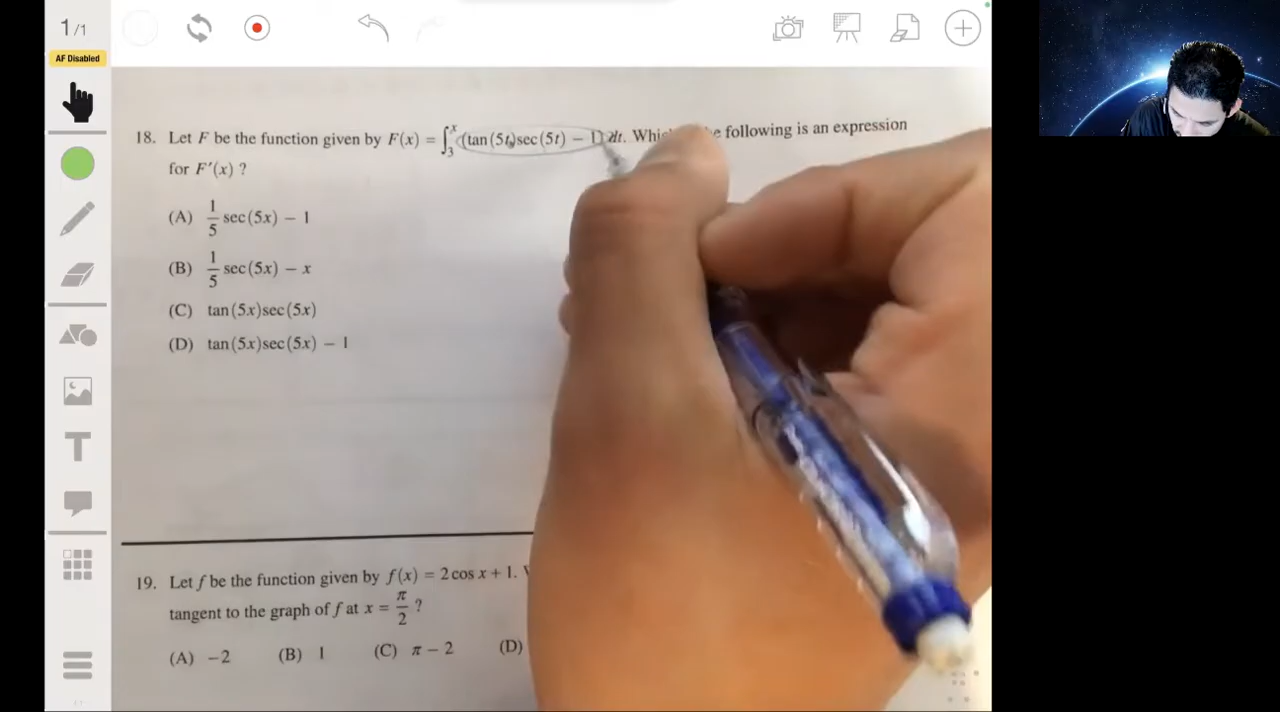 1/1
AF Disabled
T
18. Let F be the function given by F(x) = ∫₃ˣ (tan(5t)sec(5t) − 1) dt. following is an expression
for F′(x) ?
(A) 1/5 sec(5x) − 1
(B) 1/5 sec(5x) − x
(C) tan(5x)sec(5x)
(D) tan(5x)sec(5x) − 1
19. Let f be the function given by f(x) = 2 cos x + 1.
tangent to the graph of f at x = π/2 ?
(A) −2 (B) 1 (C) π − 2 (D)